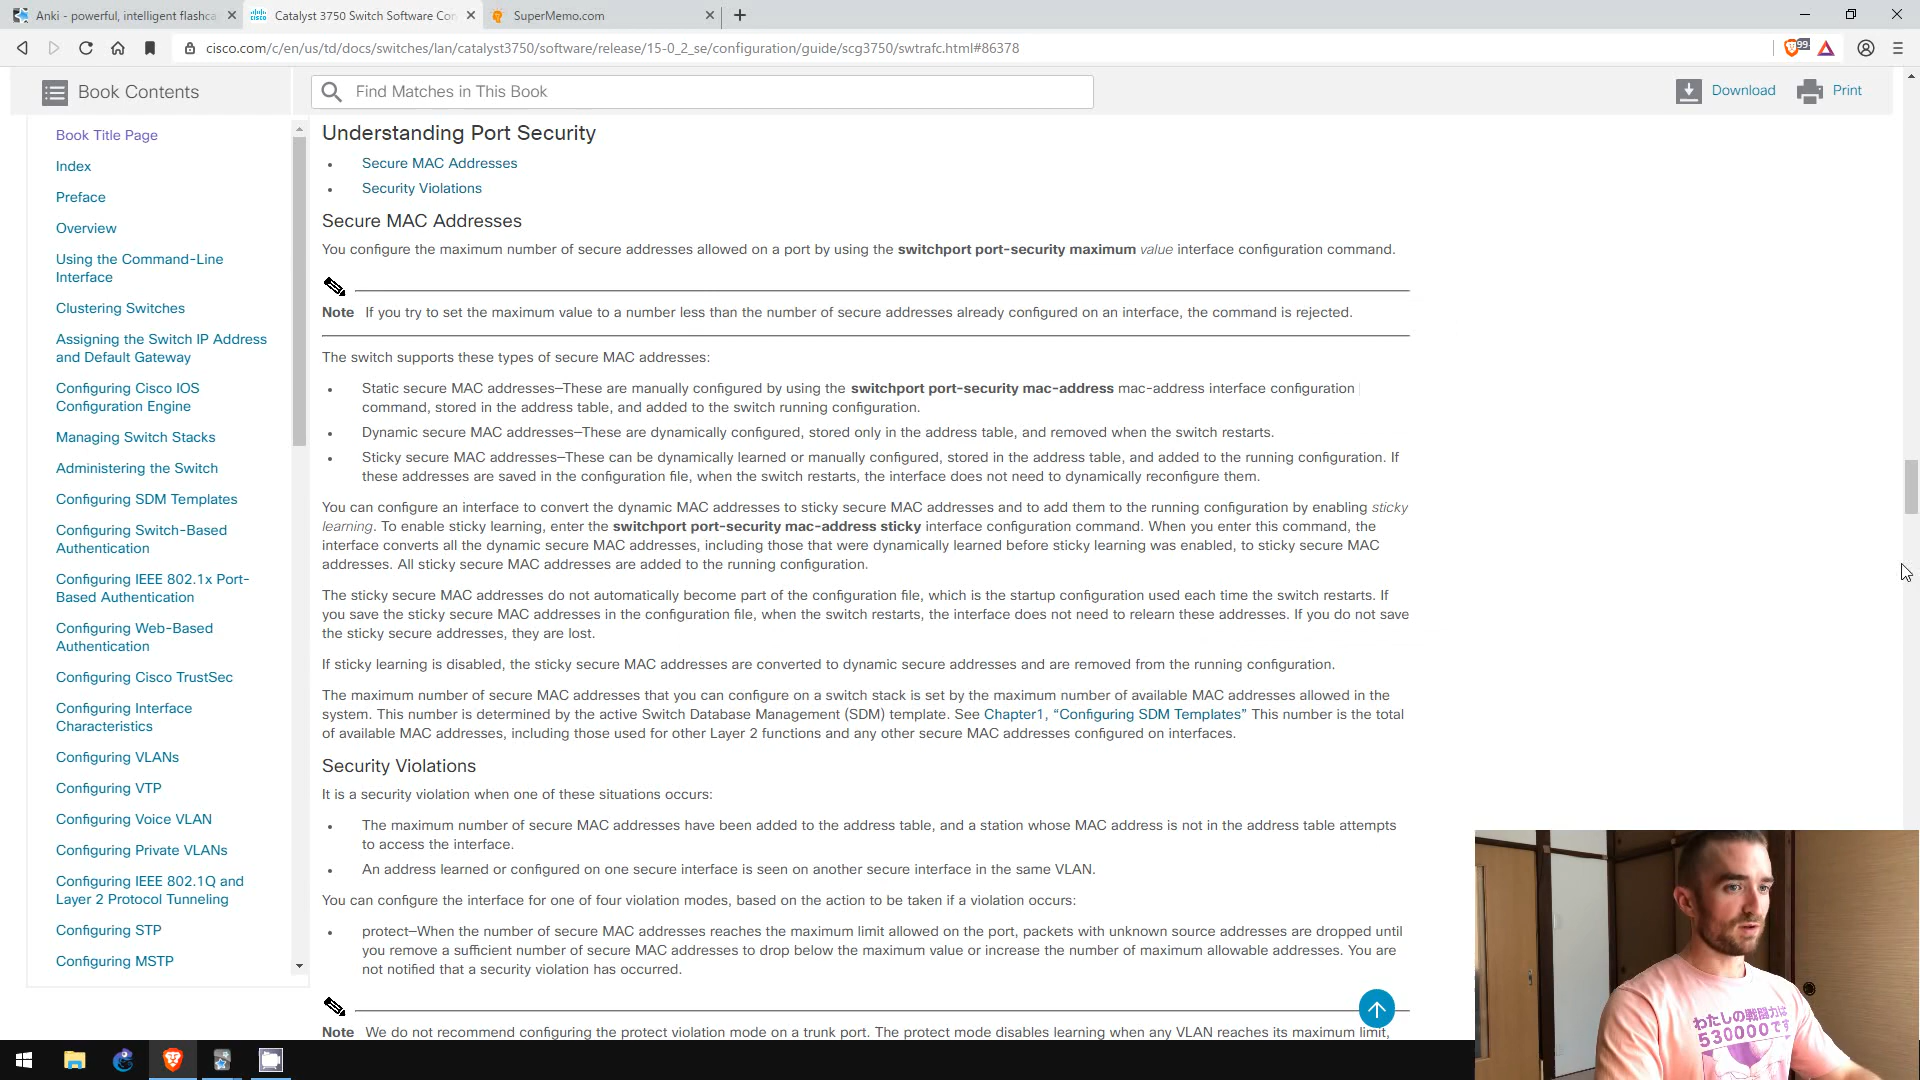 Anki - powerful, intelligent flashca
Catalyst 3750 Switch Software Con
SuperMemo.com
cisco.com/c/en/us/td/docs/switches/lan/catalyst3750/software/release/15-0_2_se/configuration/guide/scg3750/swtrafc.html#86378
99
Book Contents
Find Matches in This Book
Download
Print
Book Title Page
Index
Preface
Overview
Using the Command-Line
Interface
Clustering Switches
Assigning the Switch IP Address
and Default Gateway
Configuring Cisco IOS
Configuration Engine
Managing Switch Stacks
Administering the Switch
Configuring SDM Templates
Configuring Switch-Based
Authentication
Configuring IEEE 802.1x Port-
Based Authentication
Configuring Web-Based
Authentication
Configuring Cisco TrustSec
Configuring Interface
Characteristics
Configuring VLANs
Configuring VTP
Configuring Voice VLAN
Configuring Private VLANs
Configuring IEEE 802.1Q and
Layer 2 Protocol Tunneling
Configuring STP
Configuring MSTP
Understanding Port Security
• Secure MAC Addresses
• Security Violations
Secure MAC Addresses
You configure the maximum number of secure addresses allowed on a port by using the switchport port-security maximum value interface configuration command.
Note If you try to set the maximum value to a number less than the number of secure addresses already configured on an interface, the command is rejected.
The switch supports these types of secure MAC addresses:
• Static secure MAC addresses—These are manually configured by using the switchport port-security mac-address mac-address interface configuration
command, stored in the address table, and added to the switch running configuration.
• Dynamic secure MAC addresses—These are dynamically configured, stored only in the address table, and removed when the switch restarts.
• Sticky secure MAC addresses—These can be dynamically learned or manually configured, stored in the address table, and added to the running configuration. If
these addresses are saved in the configuration file, when the switch restarts, the interface does not need to dynamically reconfigure them.
You can configure an interface to convert the dynamic MAC addresses to sticky secure MAC addresses and to add them to the running configuration by enabling sticky
learning. To enable sticky learning, enter the switchport port-security mac-address sticky interface configuration command. When you enter this command, the
interface converts all the dynamic secure MAC addresses, including those that were dynamically learned before sticky learning was enabled, to sticky secure MAC
addresses. All sticky secure MAC addresses are added to the running configuration.
The sticky secure MAC addresses do not automatically become part of the configuration file, which is the startup configuration used each time the switch restarts. If
you save the sticky secure MAC addresses in the configuration file, when the switch restarts, the interface does not need to relearn these addresses. If you do not save
the sticky secure addresses, they are lost.
If sticky learning is disabled, the sticky secure MAC addresses are converted to dynamic secure addresses and are removed from the running configuration.
The maximum number of secure MAC addresses that you can configure on a switch stack is set by the maximum number of available MAC addresses allowed in the
system. This number is determined by the active Switch Database Management (SDM) template. See Chapter1, “Configuring SDM Templates” This number is the total
of available MAC addresses, including those used for other Layer 2 functions and any other secure MAC addresses configured on interfaces.
Security Violations
It is a security violation when one of these situations occurs:
• The maximum number of secure MAC addresses have been added to the address table, and a station whose MAC address is not in the address table attempts
to access the interface.
• An address learned or configured on one secure interface is seen on another secure interface in the same VLAN.
You can configure the interface for one of four violation modes, based on the action to be taken if a violation occurs:
• protect—When the number of secure MAC addresses reaches the maximum limit allowed on the port, packets with unknown source addresses are dropped until
you remove a sufficient number of secure MAC addresses to drop below the maximum value or increase the number of maximum allowable addresses. You are
not notified that a security violation has occurred.
Note We do not recommend configuring the protect violation mode on a trunk port. The protect mode disables learning when any VLAN reaches its maximum limit,
わたしの戦闘力は
530000です